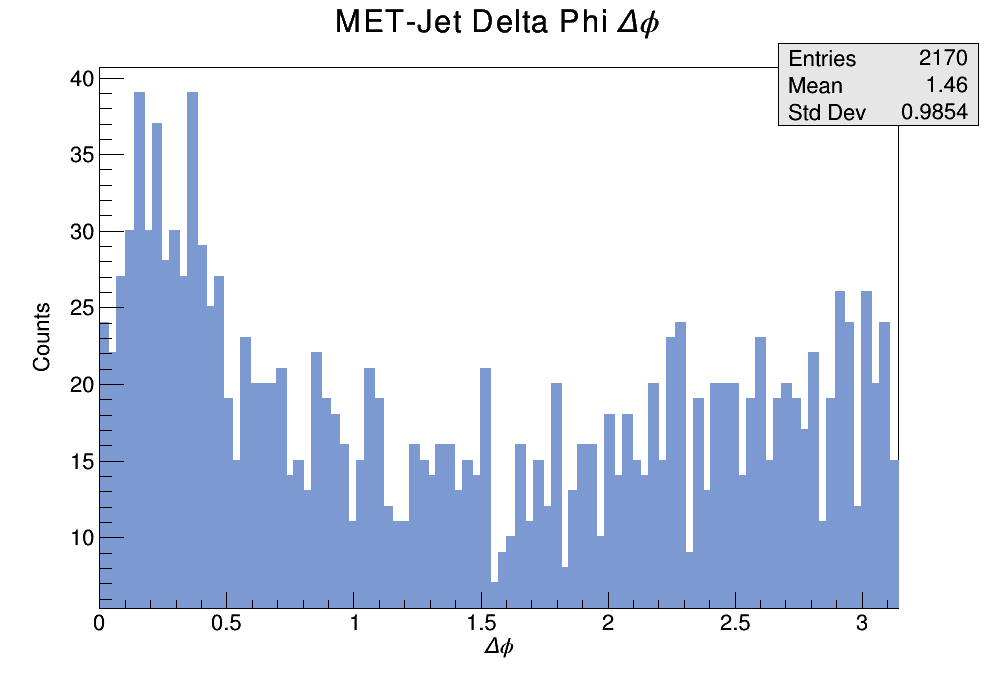 MET-Jet Delta Phi Δϕ
Entries 2170
Mean 1.46
Std Dev 0.9854
40
35
30
25
20
15
10
Counts
0 0.5 1 1.5 2 2.5 3
Δϕ